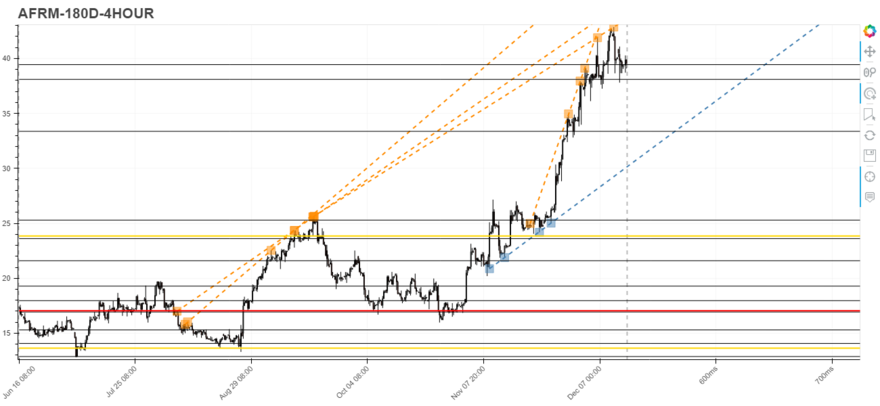 AFRM-180D-4HOUR
40
35
30
25
20
15
Jun 16 08:00
Jul 25 08:00
Aug 29 08:00
Oct 04 08:00
Nov 07 20:00
Dec 07 00:00
600ms
700ms